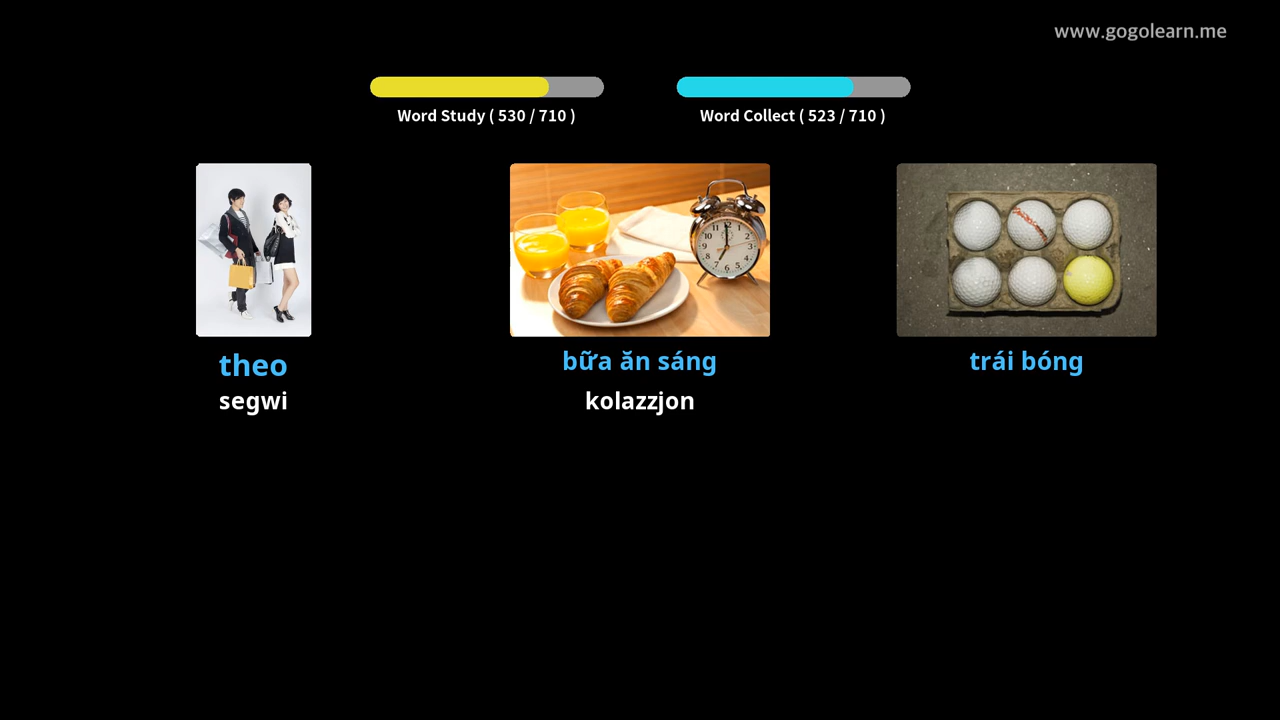 www.gogolearn.me
Word Study ( 530 / 710 )
Word Collect ( 523 / 710 )
theo
segwi
bữa ăn sáng
kolazzjon
trái bóng